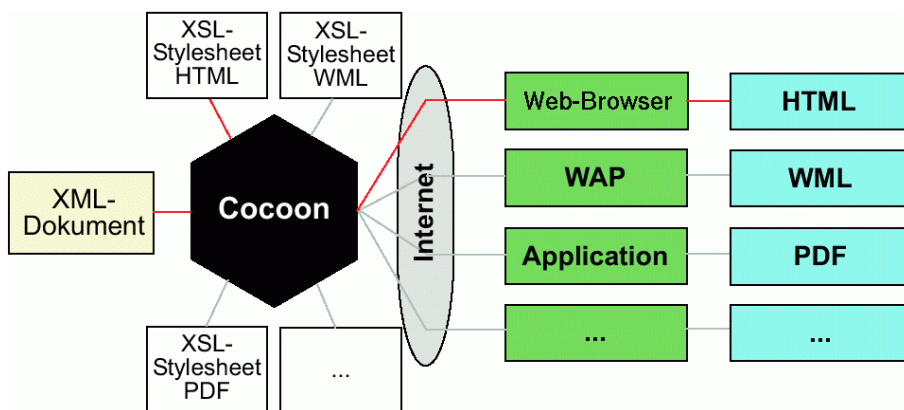 XSL-
Stylesheet
HTML
XSL-
Stylesheet
WML
XML-
Dokument
Cocoon
XSL-
Stylesheet
PDF
...
Internet
Web-Browser
HTML
WAP
WML
Application
PDF
...
...